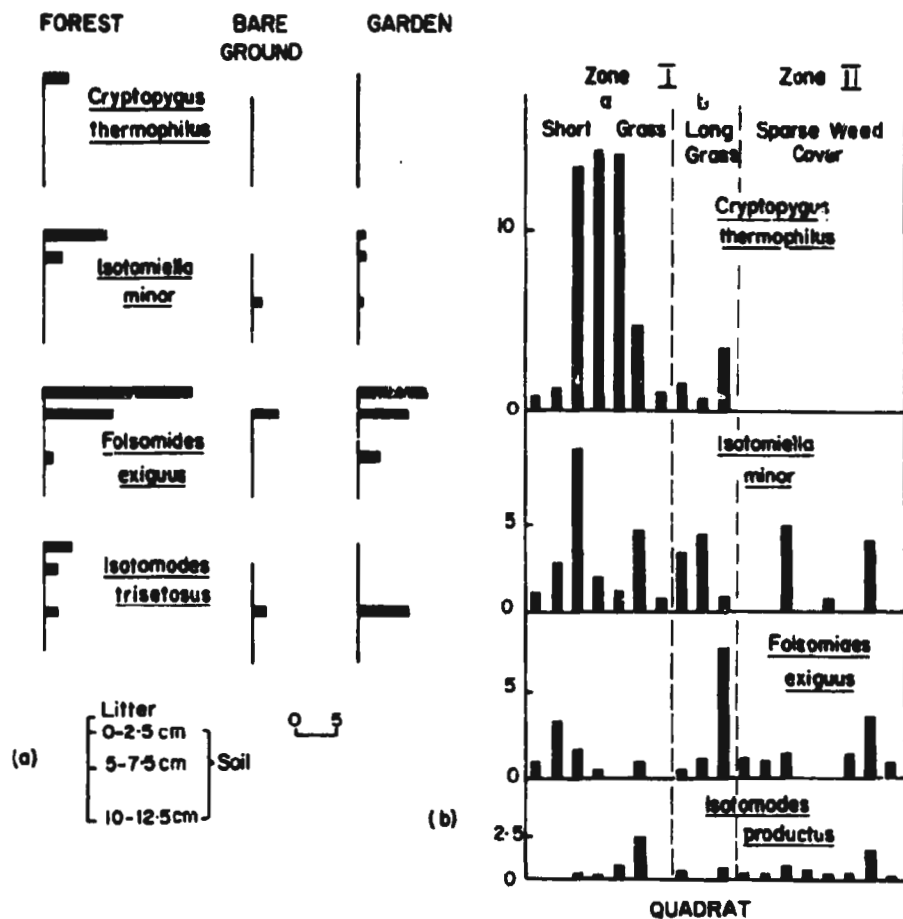 FOREST
BARE
GROUND
GARDEN
Cryptopygus
thermophilus
Isotomiella
minor
Folsomides
exiguus
Isotomodes
trisetosus
Litter
0-2.5 cm
5-7.5 cm
10-12.5 cm
Soil
0 5
(a)
Zone I
Zone II
a
b
Short Grass
Long
Grass
Sparse Weed
Cover
Cryptopygus
thermophilus
10
0
Isotomiella
minor
5
0
Folsomides
exiguus
5
0
Isotomodes
productus
2.5
0
(b)
QUADRAT